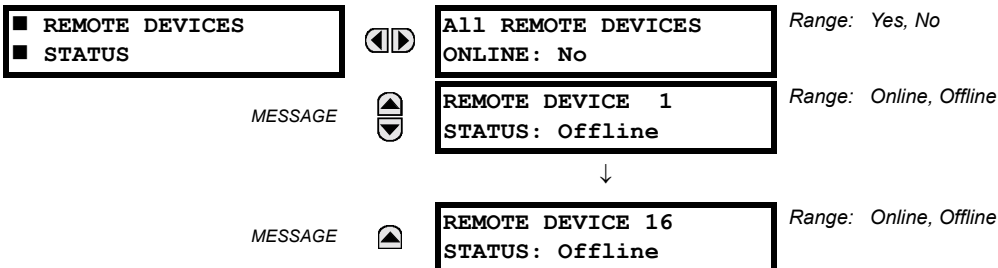 ■ REMOTE DEVICES
■ STATUS
All REMOTE DEVICES
ONLINE: No
Range: Yes, No
MESSAGE
REMOTE DEVICE 1
STATUS: Offline
Range: Online, Offline
↓
MESSAGE
REMOTE DEVICE 16
STATUS: Offline
Range: Online, Offline